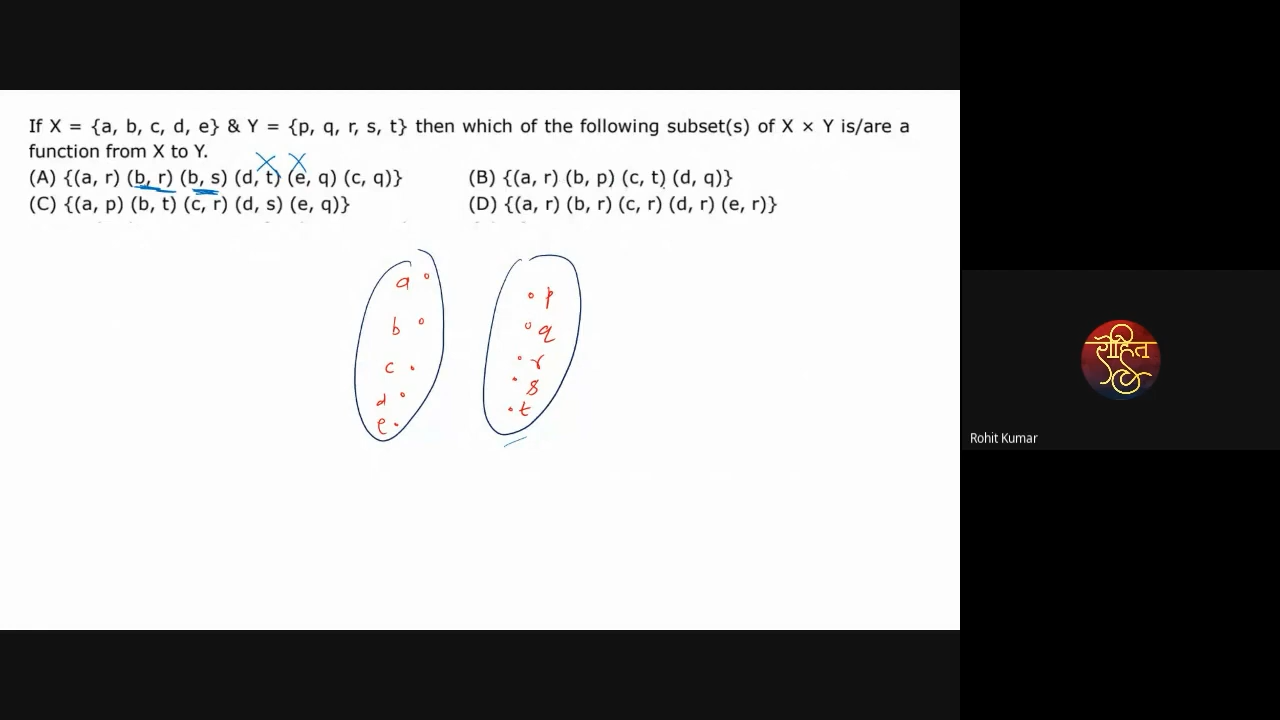 If X = {a, b, c, d, e} & Y = {p, q, r, s, t} then which of the following subset(s) of X × Y is/are a
function from X to Y.
(A) {(a, r) (b, r) (b, s) (d, t) (e, q) (c, q)} (B) {(a, r) (b, p) (c, t) (d, q)}
(C) {(a, p) (b, t) (c, r) (d, s) (e, q)} (D) {(a, r) (b, r) (c, r) (d, r) (e, r)}
a
b
c
d
e
p
q
r
s
t
रोहित
Rohit Kumar